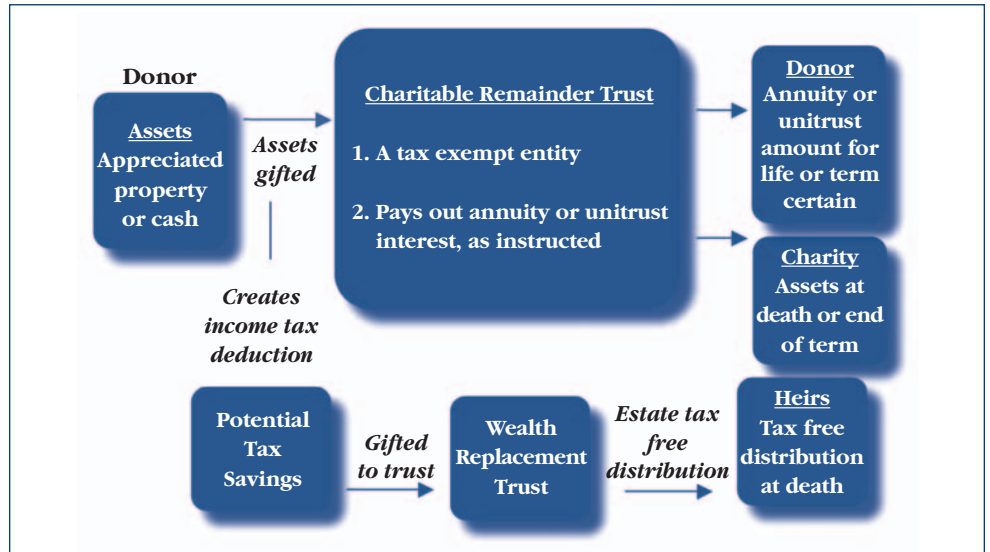 Donor
Assets
Appreciated
property
or cash
Assets
gifted
Creates
income tax
deduction
Charitable Remainder Trust
1. A tax exempt entity
2. Pays out annuity or unitrust
interest, as instructed
Donor
Annuity or
unitrust
amount for
life or term
certain
Charity
Assets at
death or end
of term
Potential
Tax
Savings
Gifted
to trust
Wealth
Replacement
Trust
Estate tax
free
distribution
Heirs
Tax free
distribution
at death